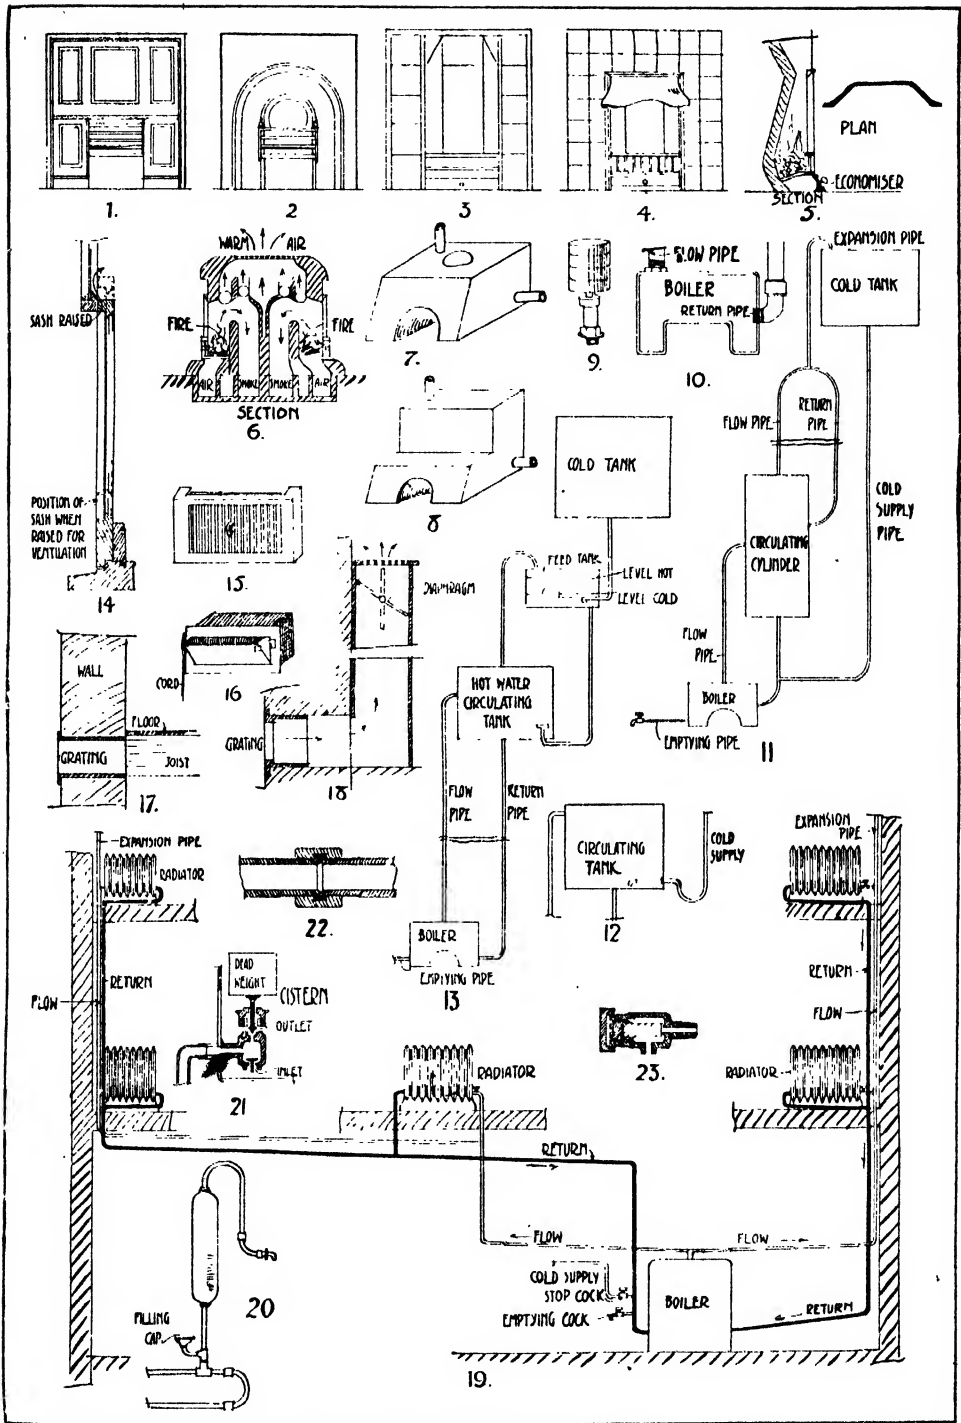 1.
2
3
4.
5.
PLAN
SECTION
ECONOMISER
WARM AIR
FIRE
FIRE
AIR
SMOKE
SMOKE
AIR
SECTION
6.
7.
8
9.
FLOW PIPE
BOILER
RETURN PIPE
10.
EXPANSION PIPE
COLD TANK
FLOW PIPE
RETURN
PIPE
COLD
SUPPLY
PIPE
CIRCULATING
CYLINDER
FLOW
PIPE
BOILER
EMPTYING PIPE
11
SASH RAISED
POSITION OF
SASH WHEN
RAISED FOR
VENTILATION
14
15.
CORD
16
WALL
FLOOR
GRATING
JOIST
17.
DIAPHRAGM
GRATING
18
COLD TANK
FEED TANK
LEVEL HOT
LEVEL COLD
HOT WATER
CIRCULATING
TANK
FLOW
PIPE
RETURN
PIPE
BOILER
EMPTYING PIPE
13
CIRCULATING
TANK
COLD
SUPPLY
12
EXPANSION PIPE
RADIATOR
RETURN
FLOW
22.
DEAD
WEIGHT
CISTERN
OUTLET
INLET
21
RADIATOR
23.
EXPANSION
PIPE
RETURN
FLOW
RADIATOR
RETURN
FLOW
FLOW
COLD SUPPLY
STOP COCK
EMPTYING COCK
BOILER
RETURN
19.
FILLING
CAP
20